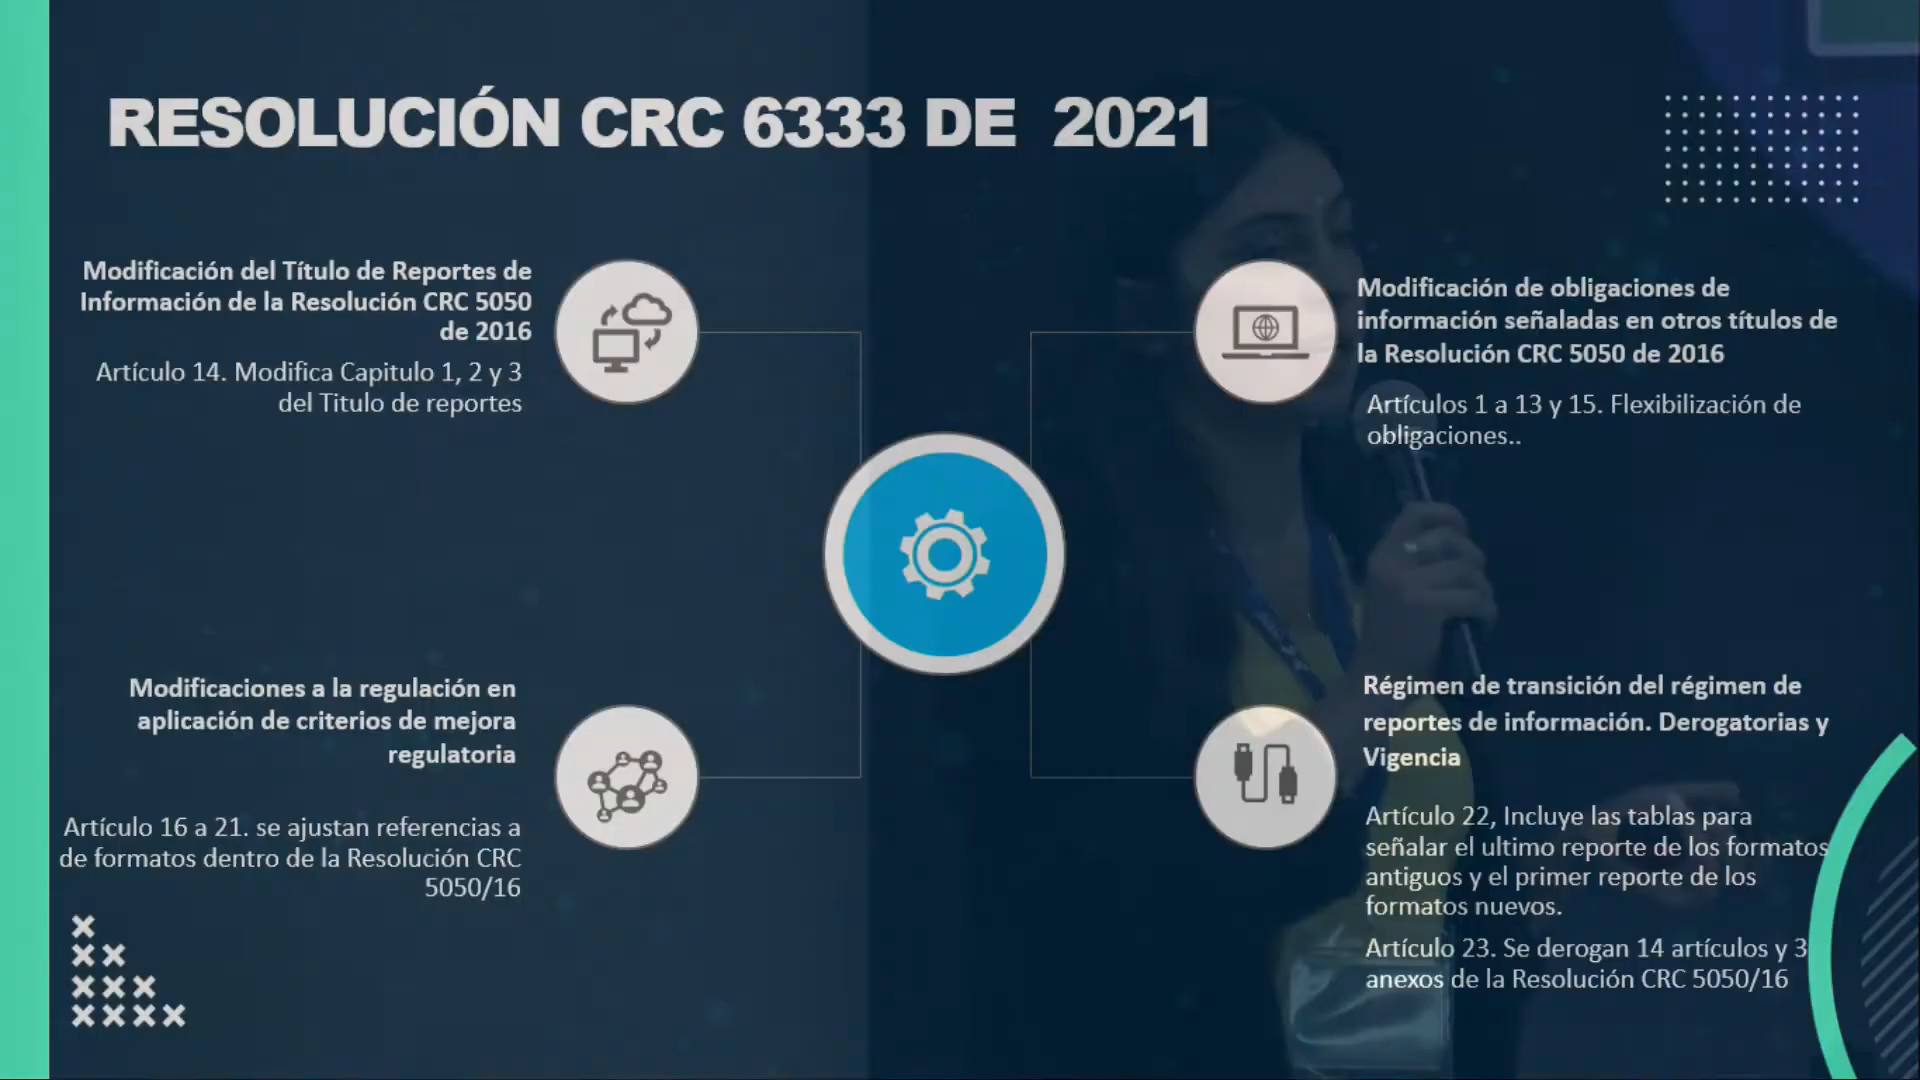 RESOLUCIÓN CRC 6333 DE 2021
Modificación del Título de Reportes de
Información de la Resolución CRC 5050
de 2016
Artículo 14. Modifica Capitulo 1, 2 y 3
del Titulo de reportes
Modificación de obligaciones de
información señaladas en otros títulos de
la Resolución CRC 5050 de 2016
Artículos 1 a 13 y 15. Flexibilización de
obligaciones..
Modificaciones a la regulación en
aplicación de criterios de mejora
regulatoria
Artículo 16 a 21. se ajustan referencias a
de formatos dentro de la Resolución CRC
5050/16
Régimen de transición del régimen de
reportes de información. Derogatorias y
Vigencia
Artículo 22, Incluye las tablas para
señalar el ultimo reporte de los formatos
antiguos y el primer reporte de los
formatos nuevos.
Artículo 23. Se derogan 14 artículos y 3
anexos de la Resolución CRC 5050/16